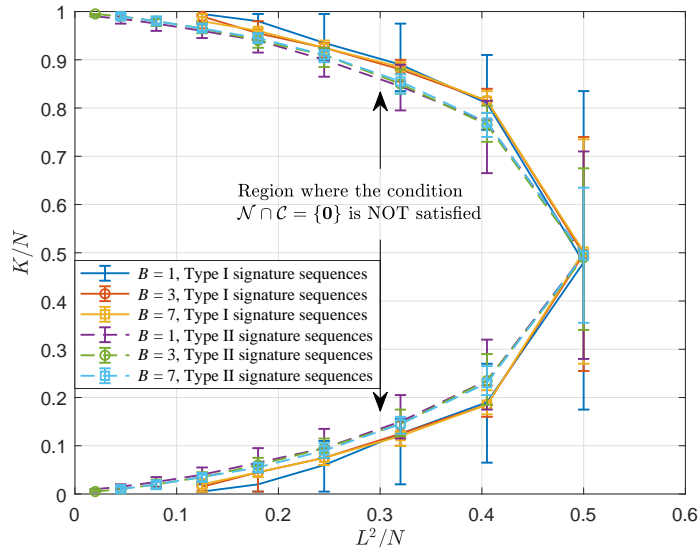 1
0.9
0.8
0.7
0.6
0.5
0.4
0.3
0.2
0.1
0
K/N
Region where the condition
𝒩 ∩ 𝒞 = {𝟎} is NOT satisfied
B = 1, Type I signature sequences
B = 3, Type I signature sequences
B = 7, Type I signature sequences
B = 1, Type II signature sequences
B = 3, Type II signature sequences
B = 7, Type II signature sequences
0 0.1 0.2 0.3 0.4 0.5 0.6
L²/N